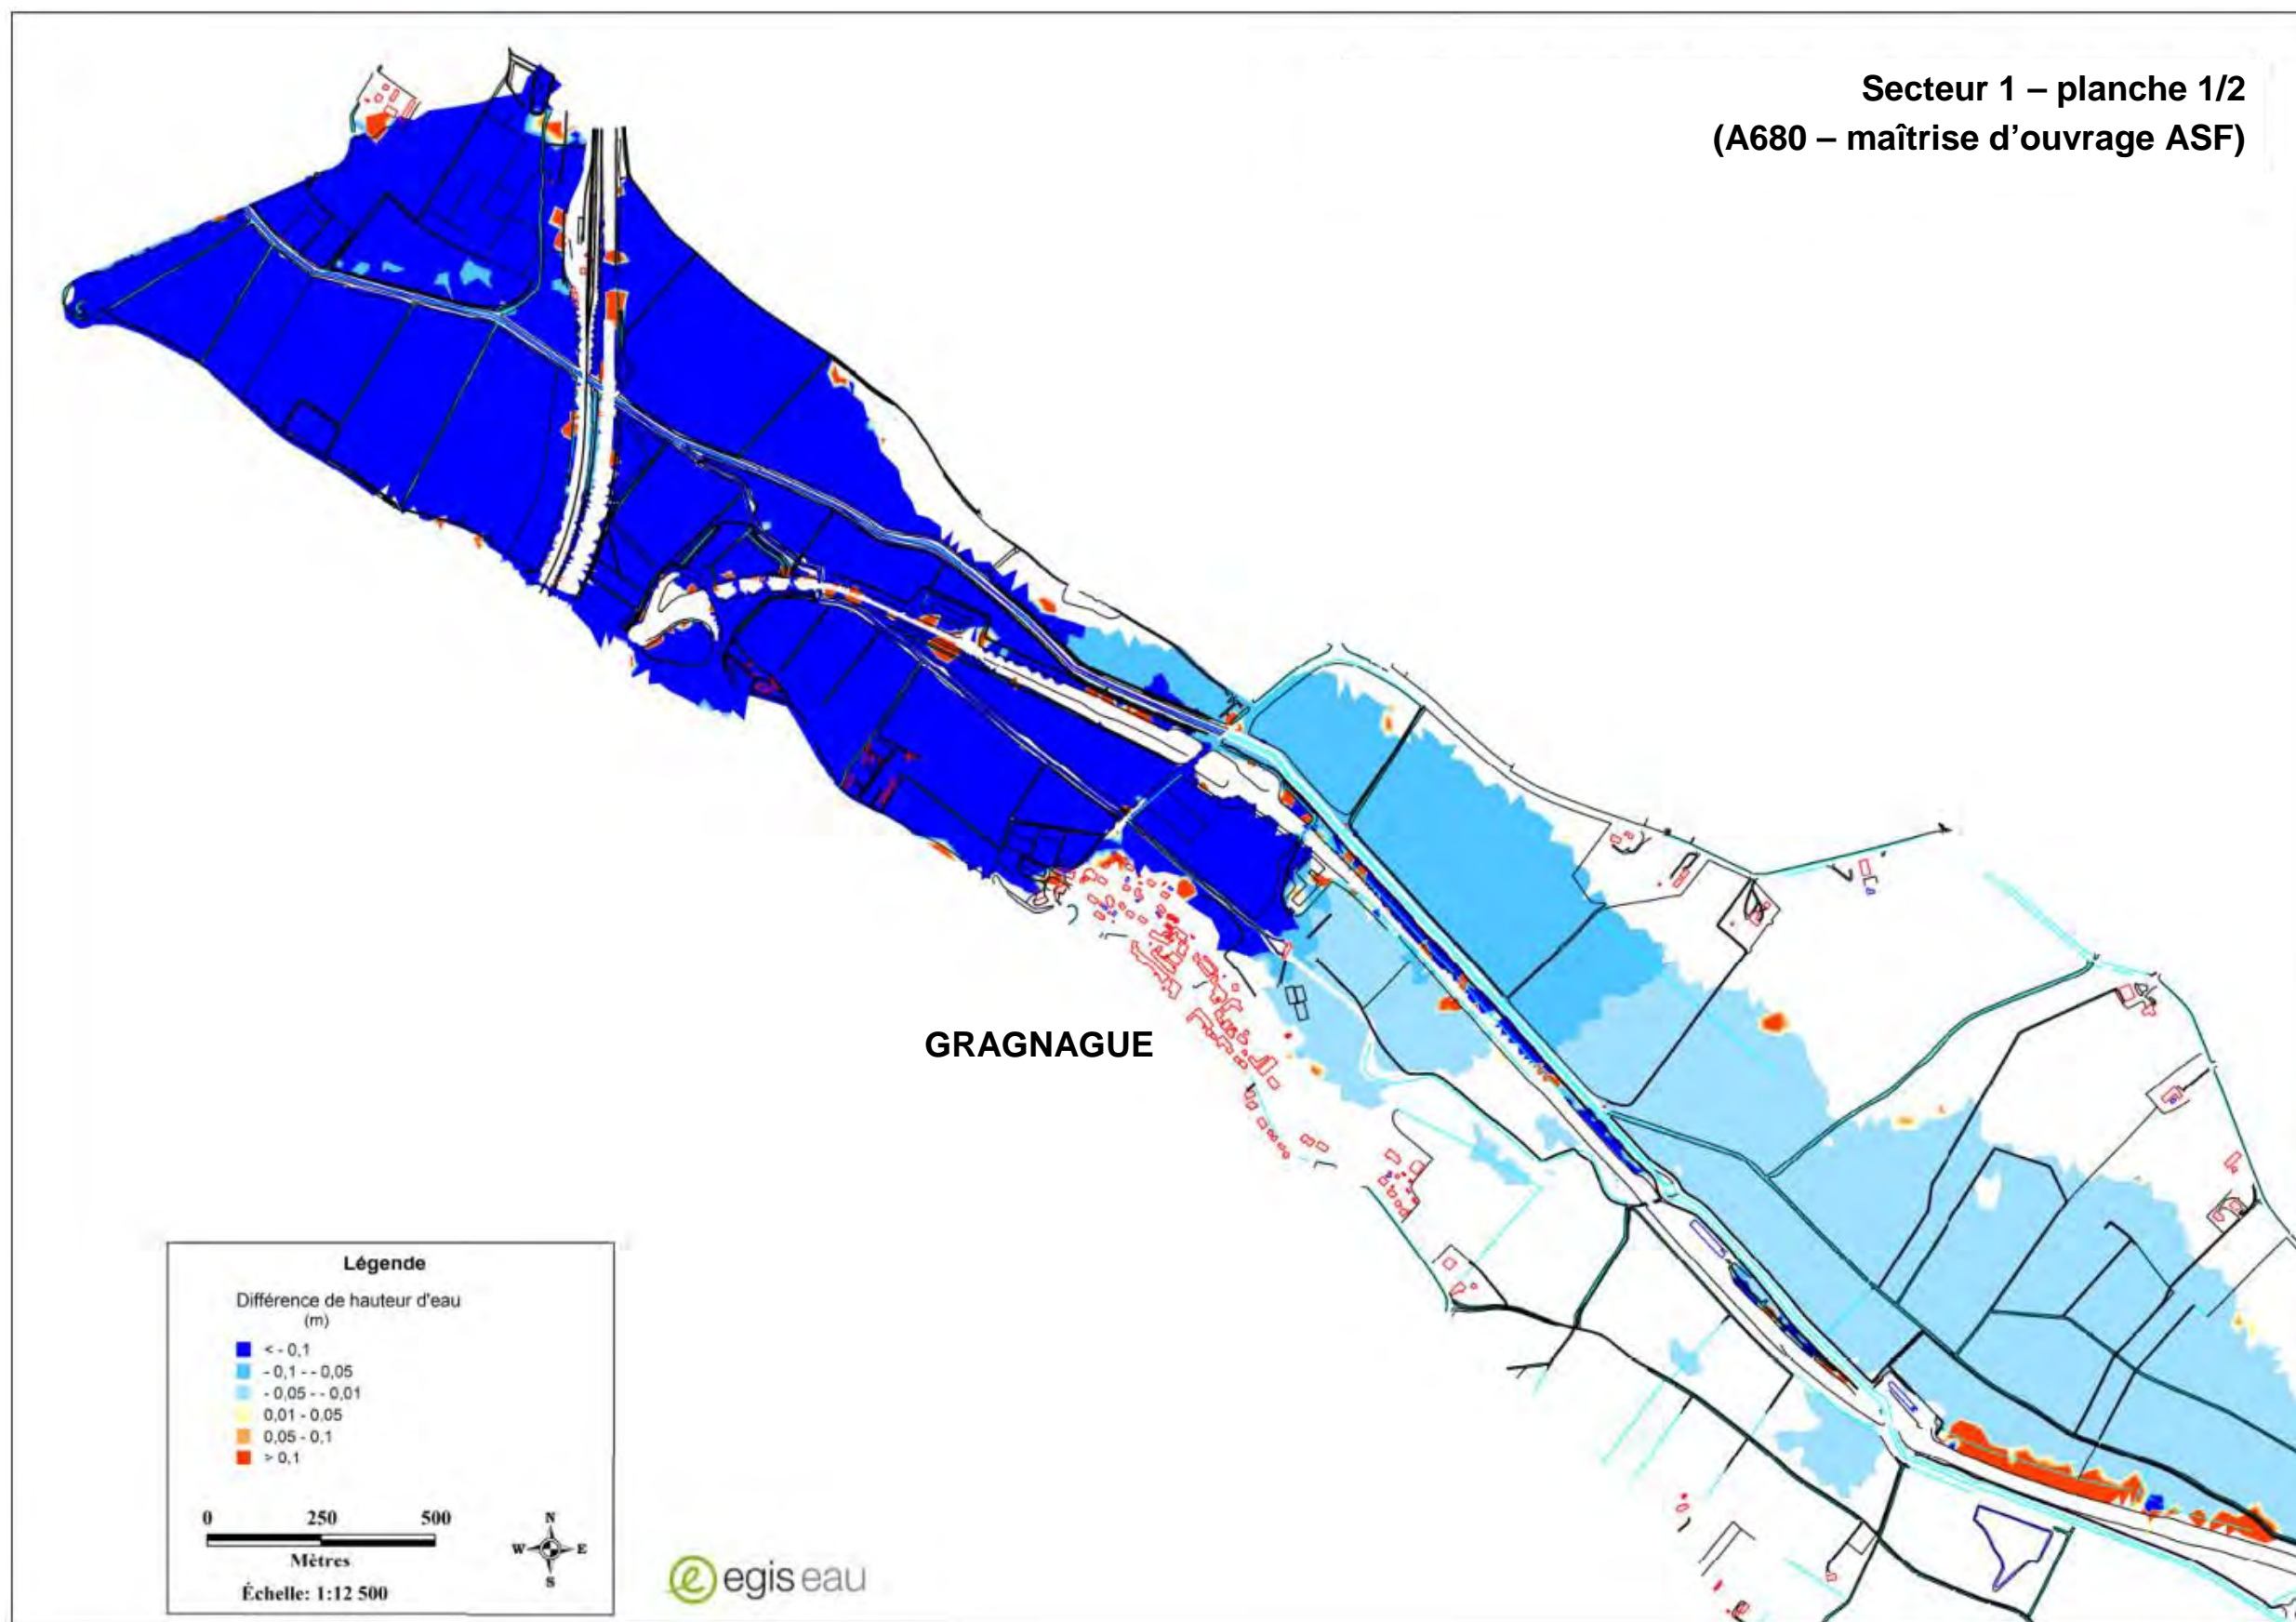 Secteur 1 – planche 1/2
(A680 – maîtrise d'ouvrage ASF)
GRAGNAGUE
Légende
Différence de hauteur d'eau
(m)
< - 0,1
- 0,1 - - 0,05
- 0,05 - - 0,01
0,01 - 0,05
0,05 - 0,1
> 0,1
0 250 500
Mètres
Échelle: 1:12 500
N
W E
S
e egis eau